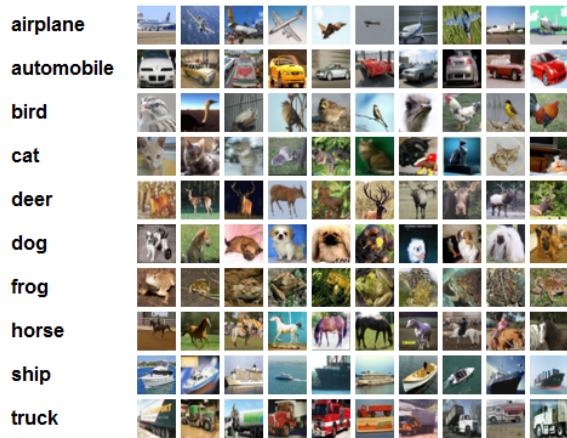 airplane
automobile
bird
cat
deer
dog
frog
horse
ship
truck